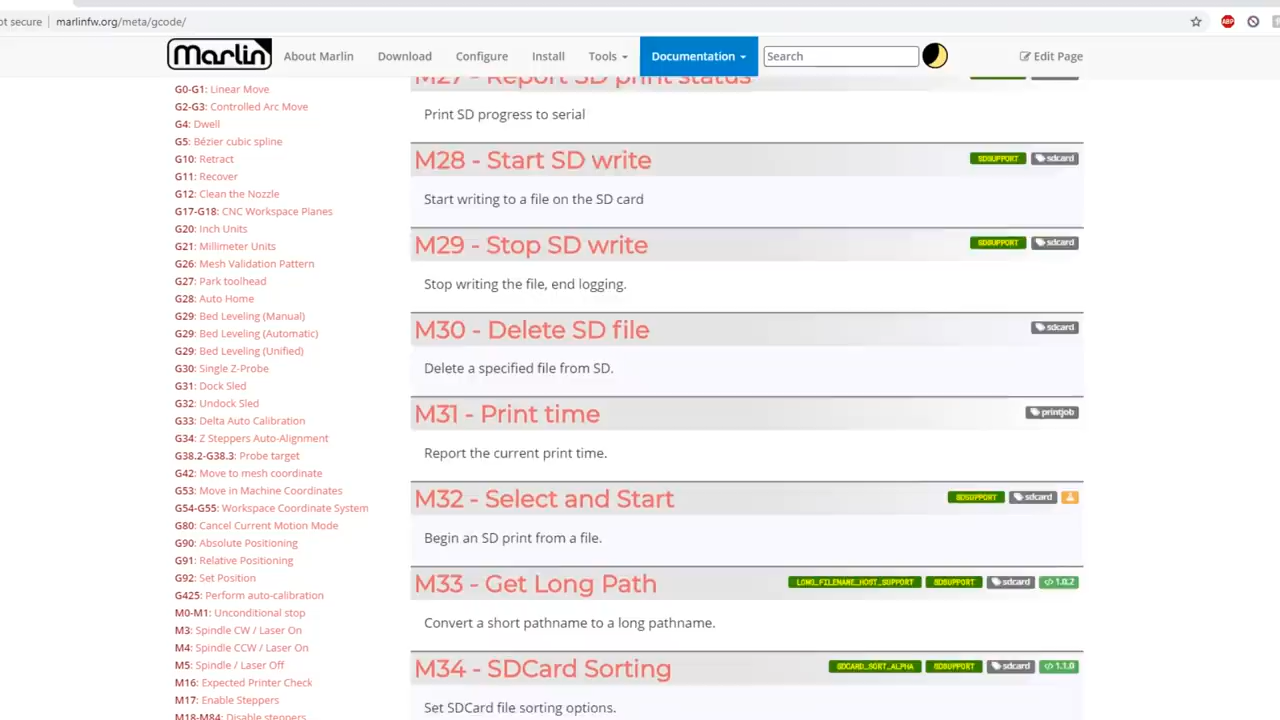 ot secure | marlinfw.org/meta/gcode/
Marlin About Marlin Download Configure Install Tools Documentation Search Edit Page
G0-G1: Linear Move
G2-G3: Controlled Arc Move
G4: Dwell
G5: Bézier cubic spline
G10: Retract
G11: Recover
G12: Clean the Nozzle
G17-G18: CNC Workspace Planes
G20: Inch Units
G21: Millimeter Units
G26: Mesh Validation Pattern
G27: Park toolhead
G28: Auto Home
G29: Bed Leveling (Manual)
G29: Bed Leveling (Automatic)
G29: Bed Leveling (Unified)
G30: Single Z-Probe
G31: Dock Sled
G32: Undock Sled
G33: Delta Auto Calibration
G34: Z Steppers Auto-Alignment
G38.2-G38.3: Probe target
G42: Move to mesh coordinate
G53: Move in Machine Coordinates
G54-G55: Workspace Coordinate System
G80: Cancel Current Motion Mode
G90: Absolute Positioning
G91: Relative Positioning
G92: Set Position
G425: Perform auto-calibration
M0-M1: Unconditional stop
M3: Spindle CW / Laser On
M4: Spindle CCW / Laser On
M5: Spindle / Laser Off
M16: Expected Printer Check
M17: Enable Steppers
M18-M84: Disable steppers
M27 - Report SD print status
Print SD progress to serial
M28 - Start SD write SDSUPPORT sdcard
Start writing to a file on the SD card
M29 - Stop SD write SDSUPPORT sdcard
Stop writing the file, end logging.
M30 - Delete SD file sdcard
Delete a specified file from SD.
M31 - Print time printjob
Report the current print time.
M32 - Select and Start SDSUPPORT sdcard
Begin an SD print from a file.
M33 - Get Long Path LONG_FILENAME_HOST_SUPPORT SDSUPPORT sdcard 1.0.2
Convert a short pathname to a long pathname.
M34 - SDCard Sorting SDCARD_SORT_ALPHA SDSUPPORT sdcard 1.1.0
Set SDCard file sorting options.
ABP